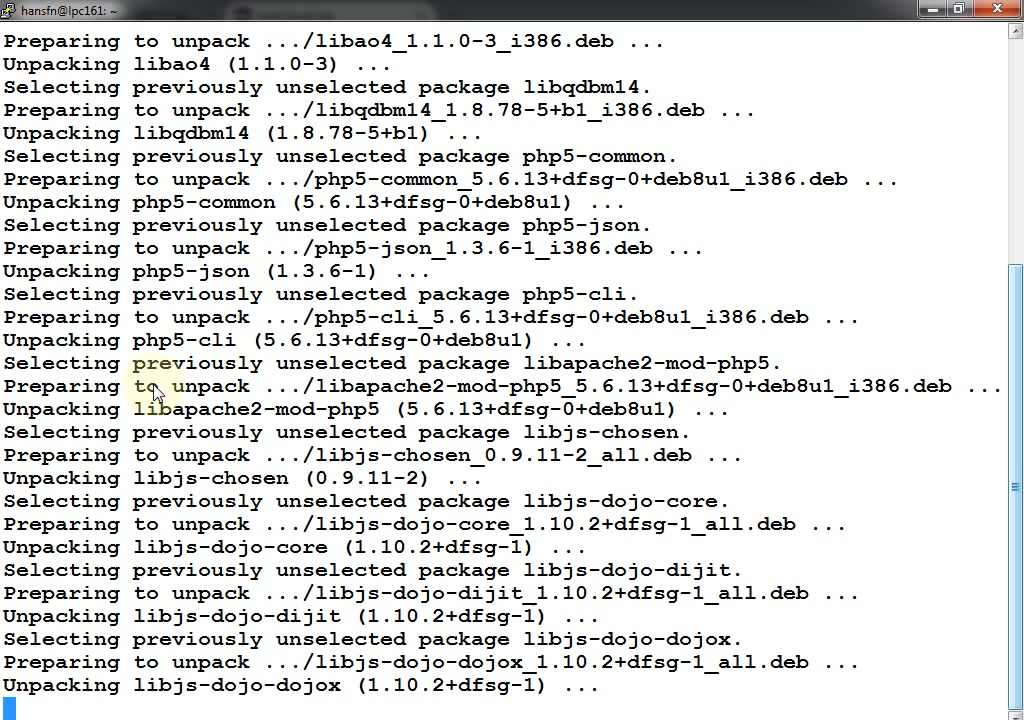 hansfn@lpc161: ~
Preparing to unpack .../libao4_1.1.0-3_i386.deb ...
Unpacking libao4 (1.1.0-3) ...
Selecting previously unselected package libqdbm14.
Preparing to unpack .../libqdbm14_1.8.78-5+b1_i386.deb ...
Unpacking libqdbm14 (1.8.78-5+b1) ...
Selecting previously unselected package php5-common.
Preparing to unpack .../php5-common_5.6.13+dfsg-0+deb8u1_i386.deb ...
Unpacking php5-common (5.6.13+dfsg-0+deb8u1) ...
Selecting previously unselected package php5-json.
Preparing to unpack .../php5-json_1.3.6-1_i386.deb ...
Unpacking php5-json (1.3.6-1) ...
Selecting previously unselected package php5-cli.
Preparing to unpack .../php5-cli_5.6.13+dfsg-0+deb8u1_i386.deb ...
Unpacking php5-cli (5.6.13+dfsg-0+deb8u1) ...
Selecting previously unselected package libapache2-mod-php5.
Preparing to unpack .../libapache2-mod-php5_5.6.13+dfsg-0+deb8u1_i386.deb ...
Unpacking libapache2-mod-php5 (5.6.13+dfsg-0+deb8u1) ...
Selecting previously unselected package libjs-chosen.
Preparing to unpack .../libjs-chosen_0.9.11-2_all.deb ...
Unpacking libjs-chosen (0.9.11-2) ...
Selecting previously unselected package libjs-dojo-core.
Preparing to unpack .../libjs-dojo-core_1.10.2+dfsg-1_all.deb ...
Unpacking libjs-dojo-core (1.10.2+dfsg-1) ...
Selecting previously unselected package libjs-dojo-dijit.
Preparing to unpack .../libjs-dojo-dijit_1.10.2+dfsg-1_all.deb ...
Unpacking libjs-dojo-dijit (1.10.2+dfsg-1) ...
Selecting previously unselected package libjs-dojo-dojox.
Preparing to unpack .../libjs-dojo-dojox_1.10.2+dfsg-1_all.deb ...
Unpacking libjs-dojo-dojox (1.10.2+dfsg-1) ...